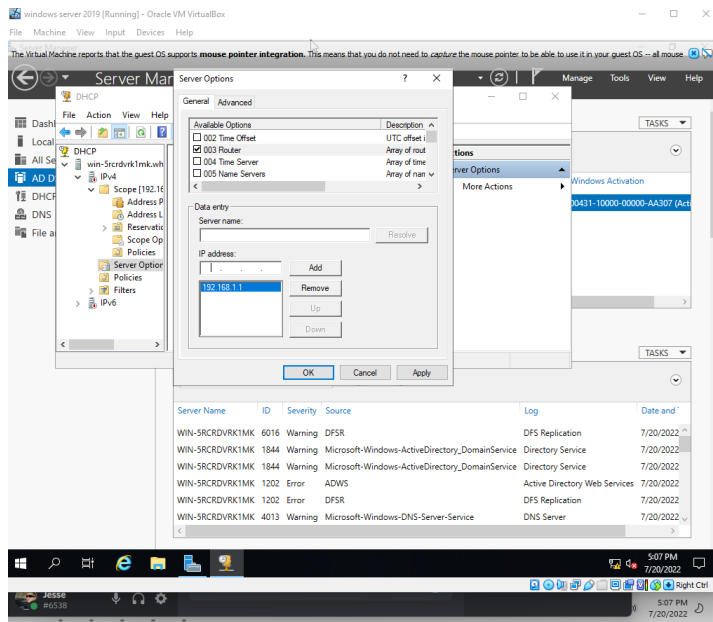 windows server 2019 [Running] - Oracle VM VirtualBox
File Machine View Input Devices Help
The Virtual Machine reports that the guest OS supports mouse pointer integration. This means that you do not need to capture the mouse pointer to be able to use it in your guest OS -- all mouse
Server Mar
Manage Tools View Help
Server Options
General Advanced
Available Options Description
002 Time Offset UTC offset i
003 Router Array of rout
004 Time Server Array of time
005 Name Servers Array of nan
Data entry
Server name:
Resolve
IP address:
Add
192.168.1.1
Remove
Up
Down
OK Cancel Apply
DHCP
File Action View Help
DHCP
win-5rcrdvrk1mk.wh
IPv4
Scope [192.16
Address P
Address L
Reservatio
Scope Op
Policies
Server Option
Policies
Filters
IPv6
tions
rver Options
More Actions
Dash
Local
All Se
AD D
DHCP
DNS
File a
TASKS
Windows Activation
00431-10000-00000-AA307 (Acti
TASKS
Server Name ID Severity Source Log Date and
WIN-5RCRDVRK1MK 6016 Warning DFSR DFS Replication 7/20/2022
WIN-5RCRDVRK1MK 1844 Warning Microsoft-Windows-ActiveDirectory_DomainService Directory Service 7/20/2022
WIN-5RCRDVRK1MK 1844 Warning Microsoft-Windows-ActiveDirectory_DomainService Directory Service 7/20/2022
WIN-5RCRDVRK1MK 1202 Error ADWS Active Directory Web Services 7/20/2022
WIN-5RCRDVRK1MK 1202 Error DFSR DFS Replication 7/20/2022
WIN-5RCRDVRK1MK 4013 Warning Microsoft-Windows-DNS-Server-Service DNS Server 7/20/2022
5:07 PM
7/20/2022
Right Ctrl
Jesse
#6538
5:07 PM
7/20/2022